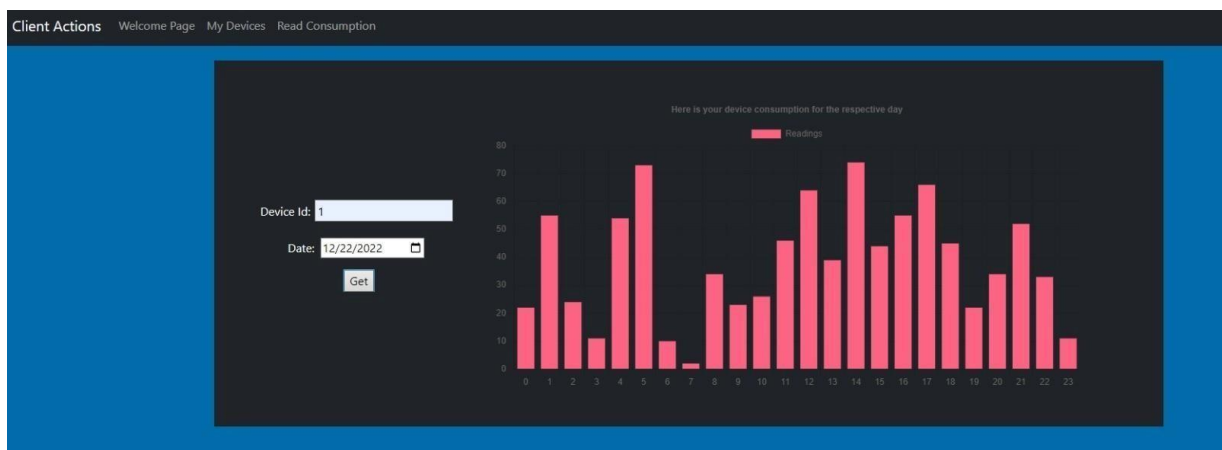 Client Actions Welcome Page My Devices Read Consumption
Device Id: 1
Date: 12/22/2022
Get
Here is your device consumption for the respective day
Readings
80
70
60
50
40
30
20
10
0
0 1 2 3 4 5 6 7 8 9 10 11 12 13 14 15 16 17 18 19 20 21 22 23